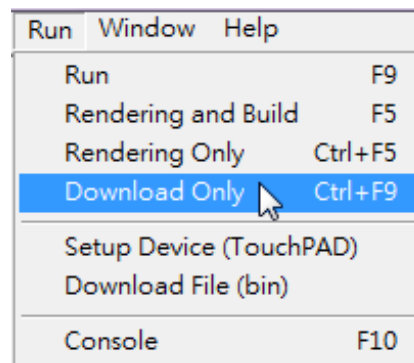 Run Window Help
Run F9
Rendering and Build F5
Rendering Only Ctrl+F5
Download Only Ctrl+F9
Setup Device (TouchPAD)
Download File (bin)
Console F10